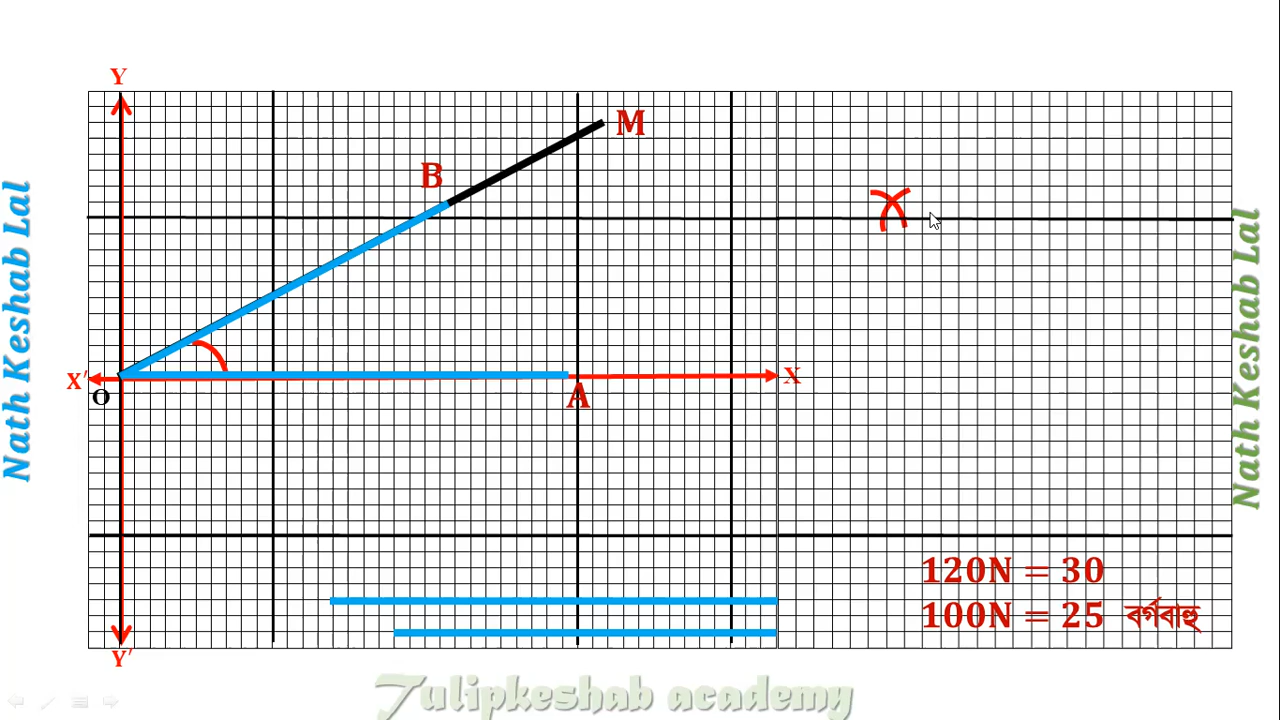 Y
M
B
X′
X
O
A
120N = 30
100N = 25 বর্গবাহু
Y′
Nath Keshab Lal
Nath Keshab Lal
Tulipkeshab academy